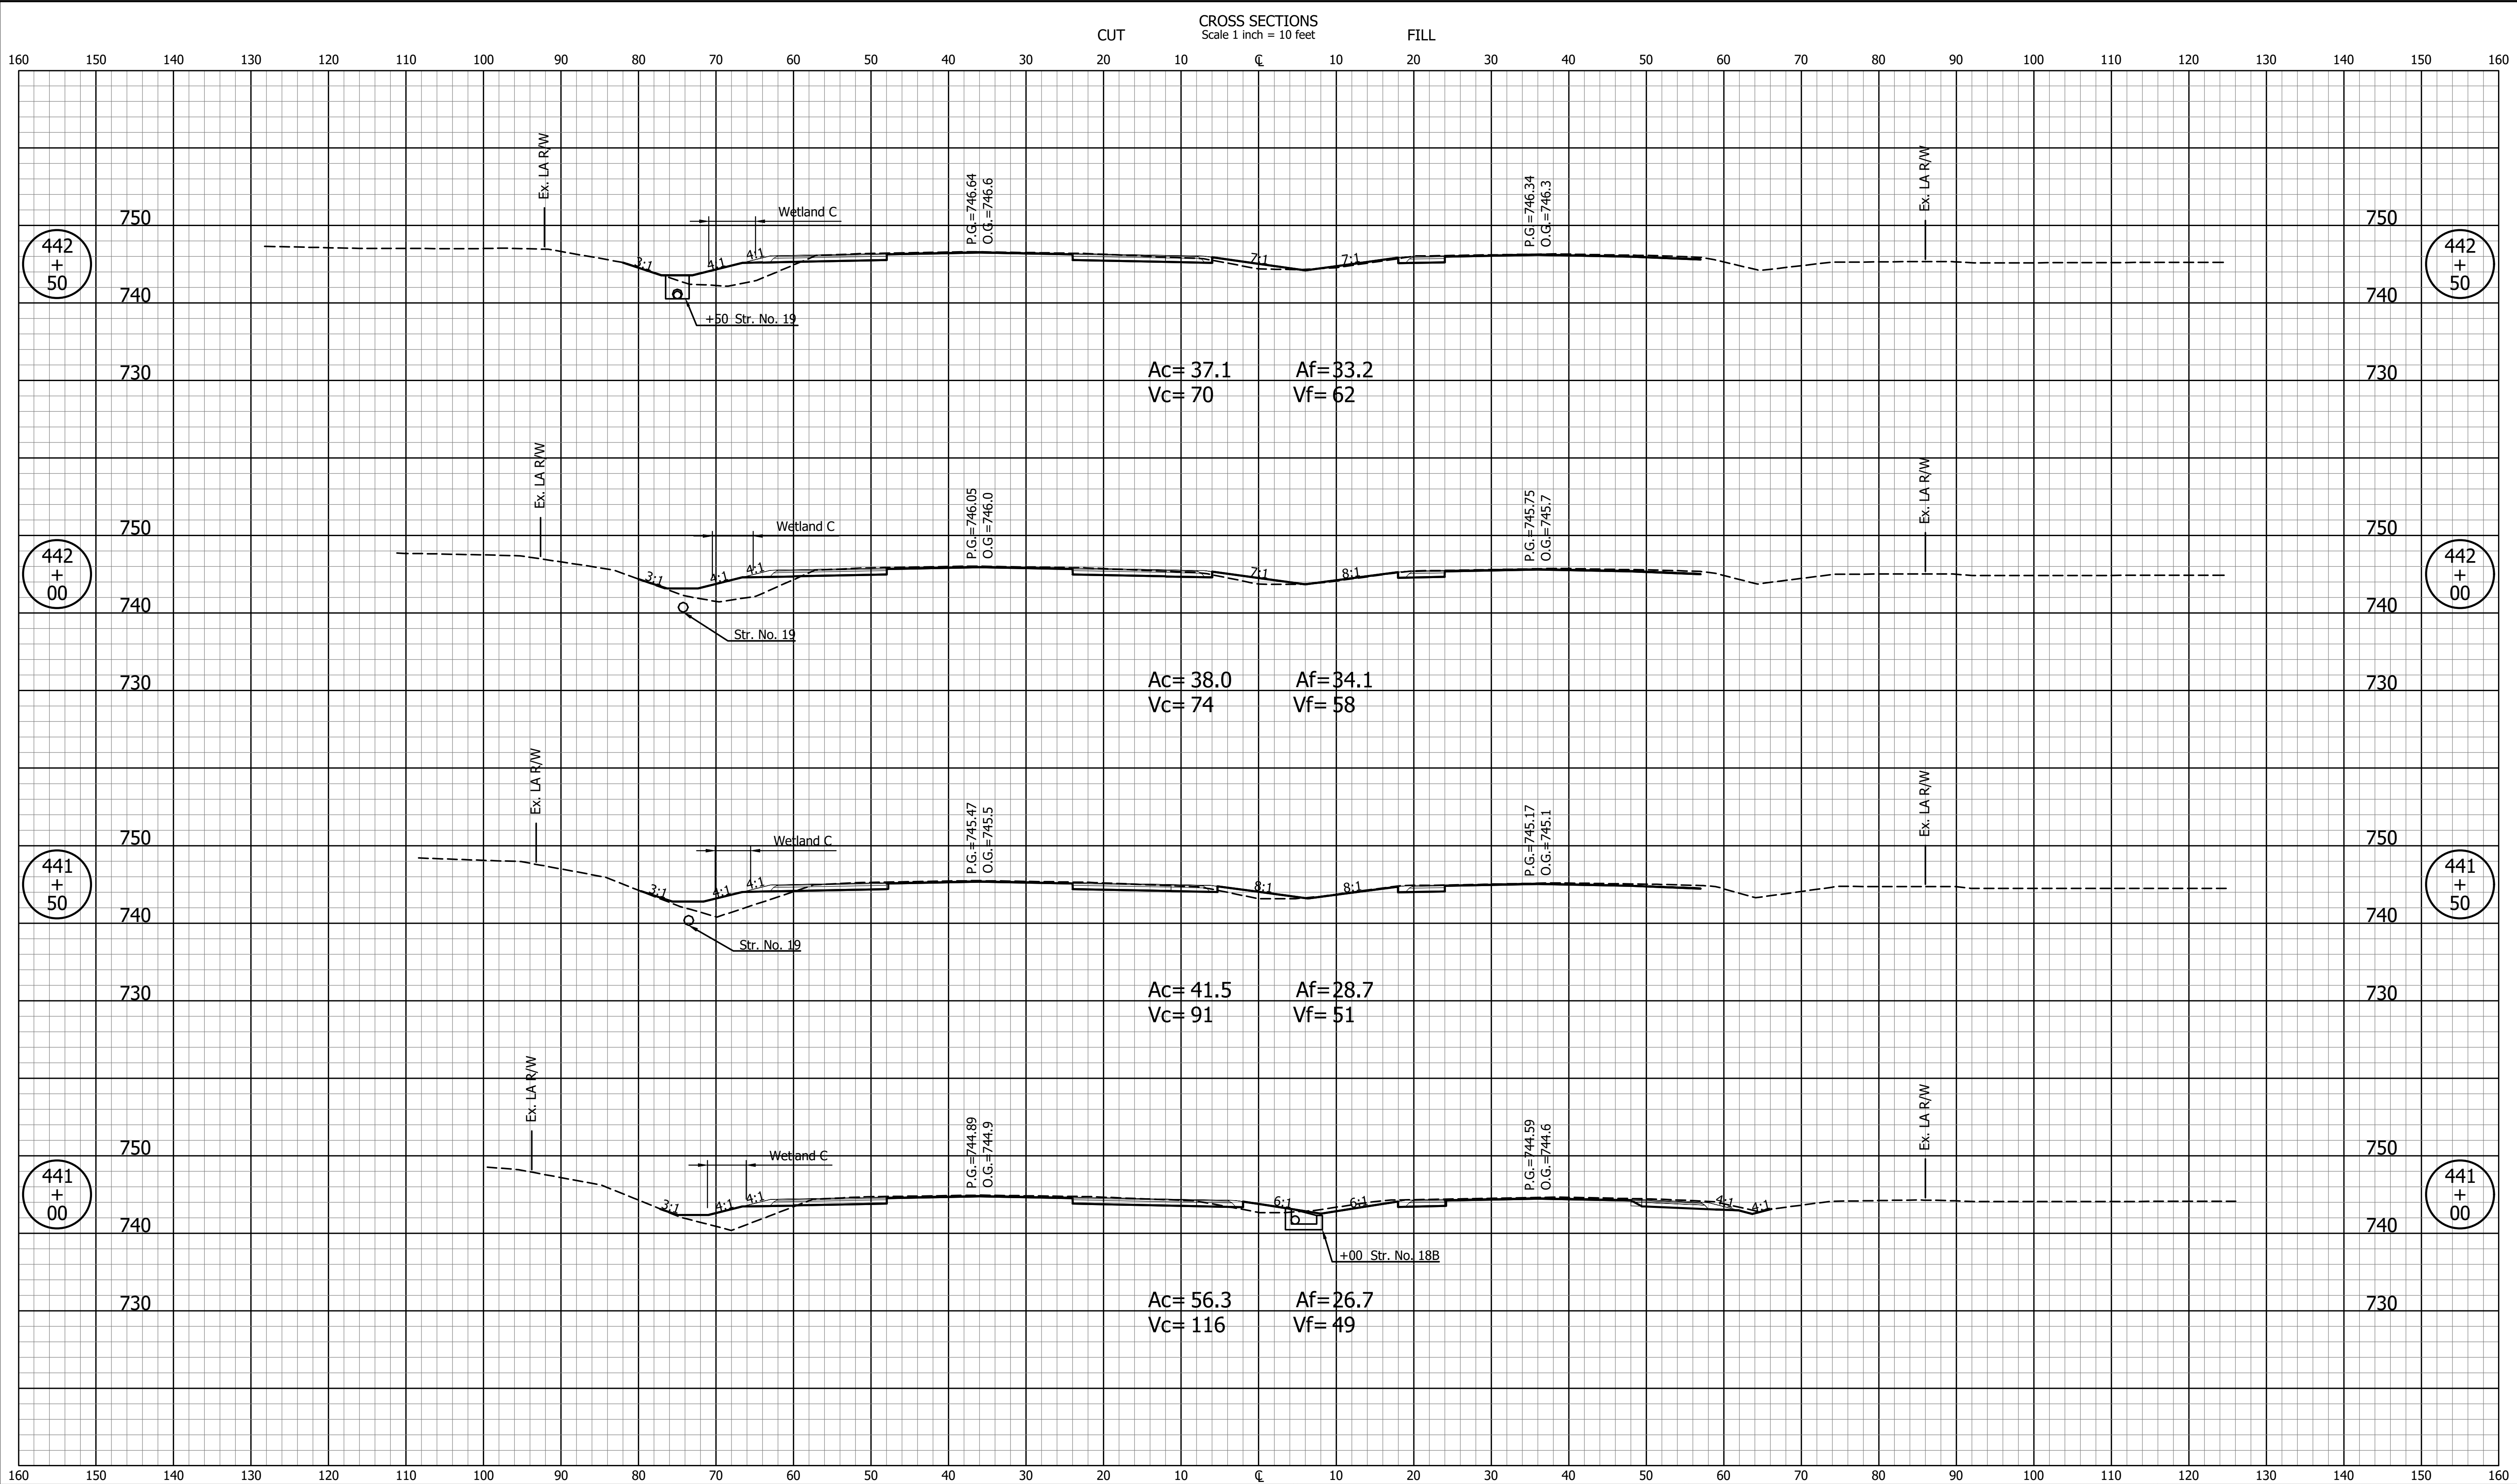 CROSS SECTIONS
CUT Scale 1 inch = 10 feet FILL
160 150 140 130 120 110 100 90 80 70 60 50 40 30 20 10 ℄ 10 20 30 40 50 60 70 80 90 100 110 120 130 140 150 160
Ex. LA R/W
Wetland C
P.G.=746.64
O.G.=746.6
P.G.=746.34
O.G.=746.3
Ex. LA R/W
442
+
50
750
740
730
3:1 4:1 4:1 7:1 7:1
750
740
730
442
+
50
+50 Str. No. 19
Ac= 37.1 Af=33.2
Vc= 70 Vf= 62
Ex. LA R/W
Wetland C
P.G.=746.05
O.G=746.0
P.G.=745.75
O.G.=745.7
Ex. LA R/W
442
+
00
750
740
730
3:1 4:1 4:1 7:1 8:1
750
740
730
442
+
00
Str. No. 19
Ac= 38.0 Af=34.1
Vc= 74 Vf= 58
Ex. LA R/W
Wetland C
P.G.=745.47
O.G.=745.5
P.G.=745.17
O.G.=745.1
Ex. LA R/W
441
+
50
750
740
730
3:1 4:1 4:1 8:1 8:1
750
740
730
441
+
50
Str. No. 19
Ac= 41.5 Af=28.7
Vc= 91 Vf= 51
Ex. LA R/W
Wetland C
P.G.=744.89
O.G.=744.9
P.G.=744.59
O.G.=744.6
Ex. LA R/W
441
+
00
750
740
730
3:1 4:1 4:1 6:1 6:1 4:1 4:1
750
740
730
441
+
00
+00 Str. No. 18B
Ac= 56.3 Af=26.7
Vc= 116 Vf= 49
160 150 140 130 120 110 100 90 80 70 60 50 40 30 20 10 ℄ 10 20 30 40 50 60 70 80 90 100 110 120 130 140 150 160